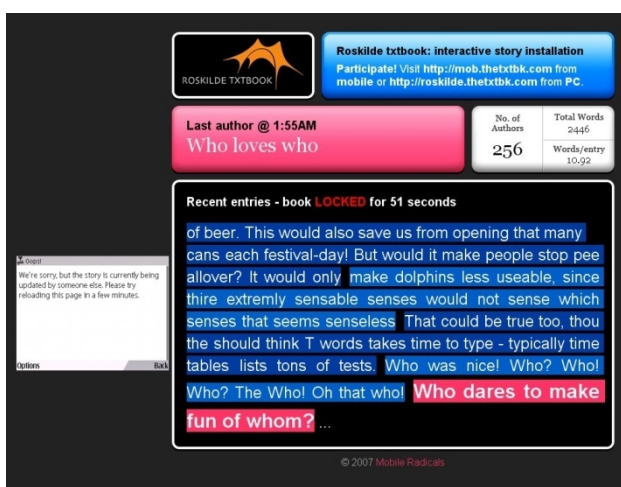 ROSKILDE TXTBOOK
Roskilde txtbook: interactive story installation
Participate! Visit http://mob.thetxtbk.com from
mobile or http://roskilde.thetxtbk.com from PC.
Last author @ 1:55AM
Who loves who
No. of
Authors
256
Total Words
2446
Words/entry
10.92
Recent entries - book LOCKED for 51 seconds
of beer. This would also save us from opening that many
cans each festival-day! But would it make people stop pee
allover? It would only make dolphins less useable, since
thire extremly sensable senses would not sense which
senses that seems senseless That could be true too, thou
the should think T words takes time to type - typically time
tables lists tons of tests. Who was nice! Who? Who!
Who? The Who! Oh that who! Who dares to make
fun of whom? ...
Oops!
We're sorry, but the story is currently being
updated by someone else. Please try
reloading this page in a few minutes.
Options
Back
© 2007 Mobile Radicals